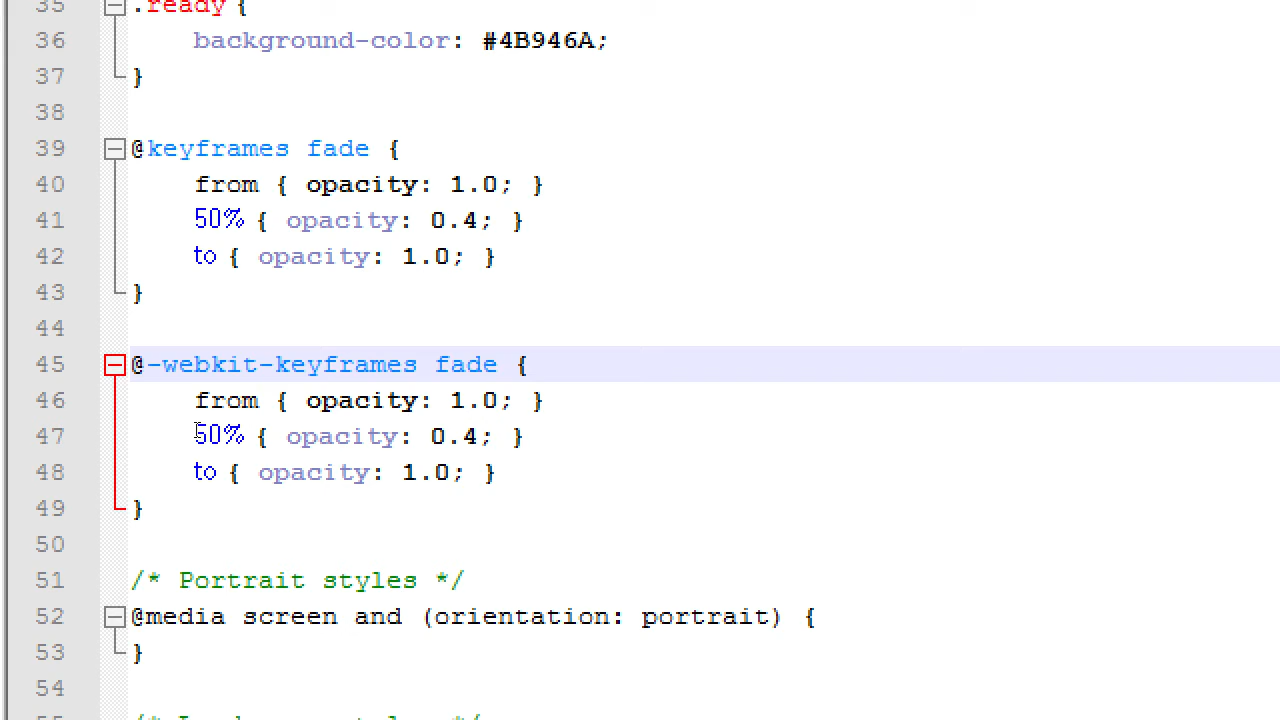 35 .ready {
36 background-color: #4B946A;
37 }
38
39 @keyframes fade {
40 from { opacity: 1.0; }
41 50% { opacity: 0.4; }
42 to { opacity: 1.0; }
43 }
44
45 @-webkit-keyframes fade {
46 from { opacity: 1.0; }
47 50% { opacity: 0.4; }
48 to { opacity: 1.0; }
49 }
50
51 /* Portrait styles */
52 @media screen and (orientation: portrait) {
53 }
54